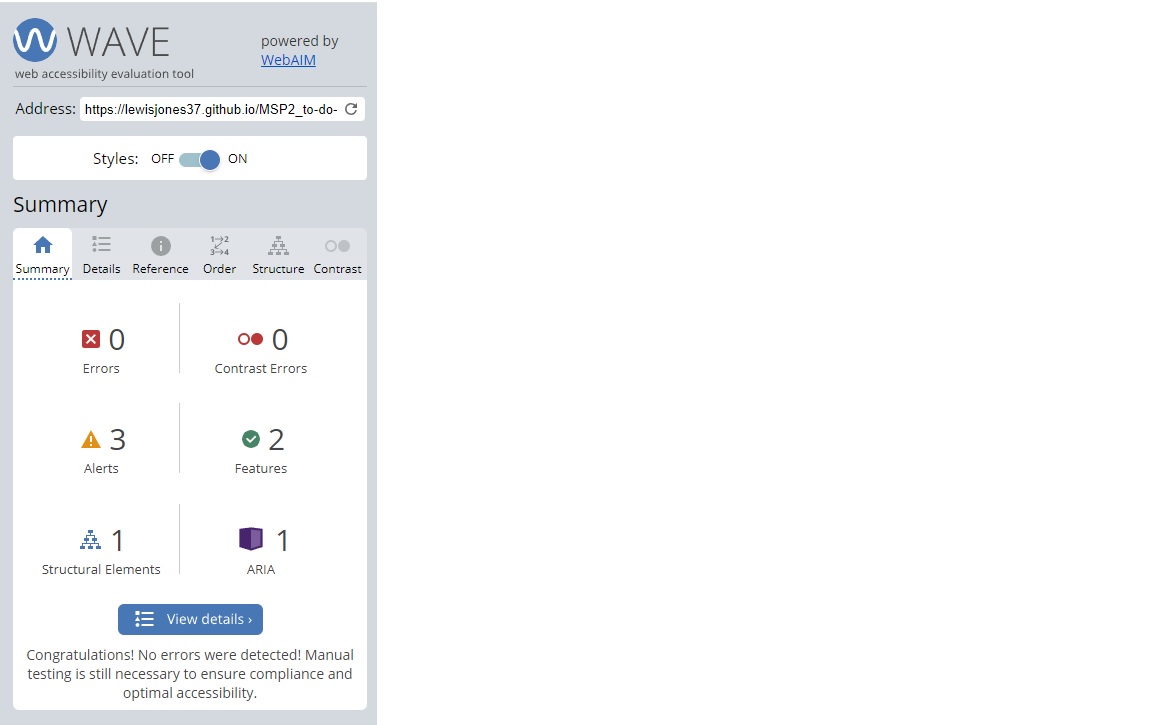 WAVE
powered by
WebAIM
web accessibility evaluation tool
Address: https://lewisjones37.github.io/MSP2_to-do-
Styles: OFF ON
Summary
Summary Details Reference Order Structure Contrast
0 0
Errors Contrast Errors
3 2
Alerts Features
1 1
Structural Elements ARIA
View details ›
Congratulations! No errors were detected! Manual
testing is still necessary to ensure compliance and
optimal accessibility.